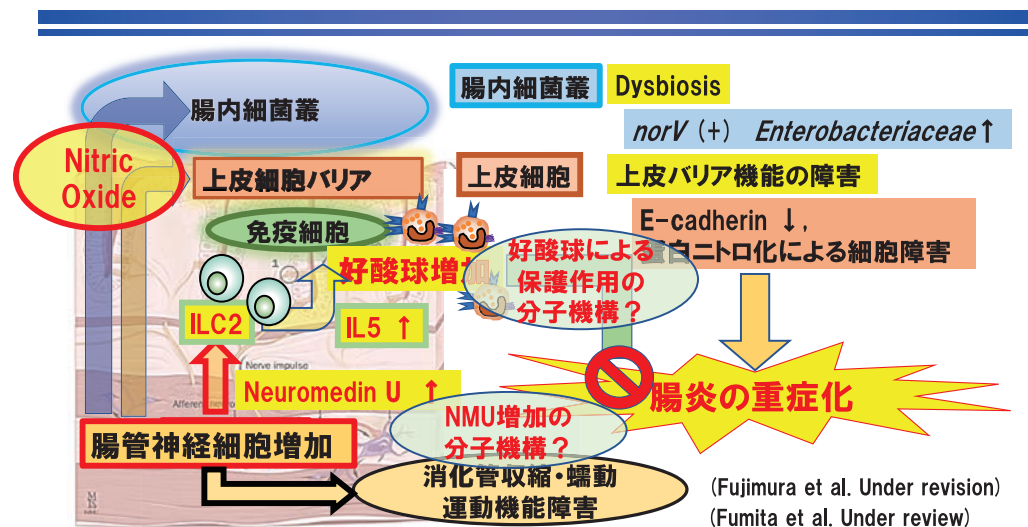 腸内細菌叢
腸内細菌叢 Dysbiosis
norV (+) Enterobacteriaceae↑
Nitric
Oxide
上皮細胞バリア
上皮細胞
上皮バリア機能の障害
免疫細胞
E-cadherin ↓,
蛋白ニトロ化による細胞障害
好酸球増加
好酸球による
保護作用の
分子機構？
ILC2
IL5 ↑
Nerve impulse
Neuromedin U ↑
腸炎の重症化
NMU増加の
分子機構？
腸管神経細胞増加
消化管収縮・蠕動
運動機能障害
(Fujimura et al. Under revision)
(Fumita et al. Under review)